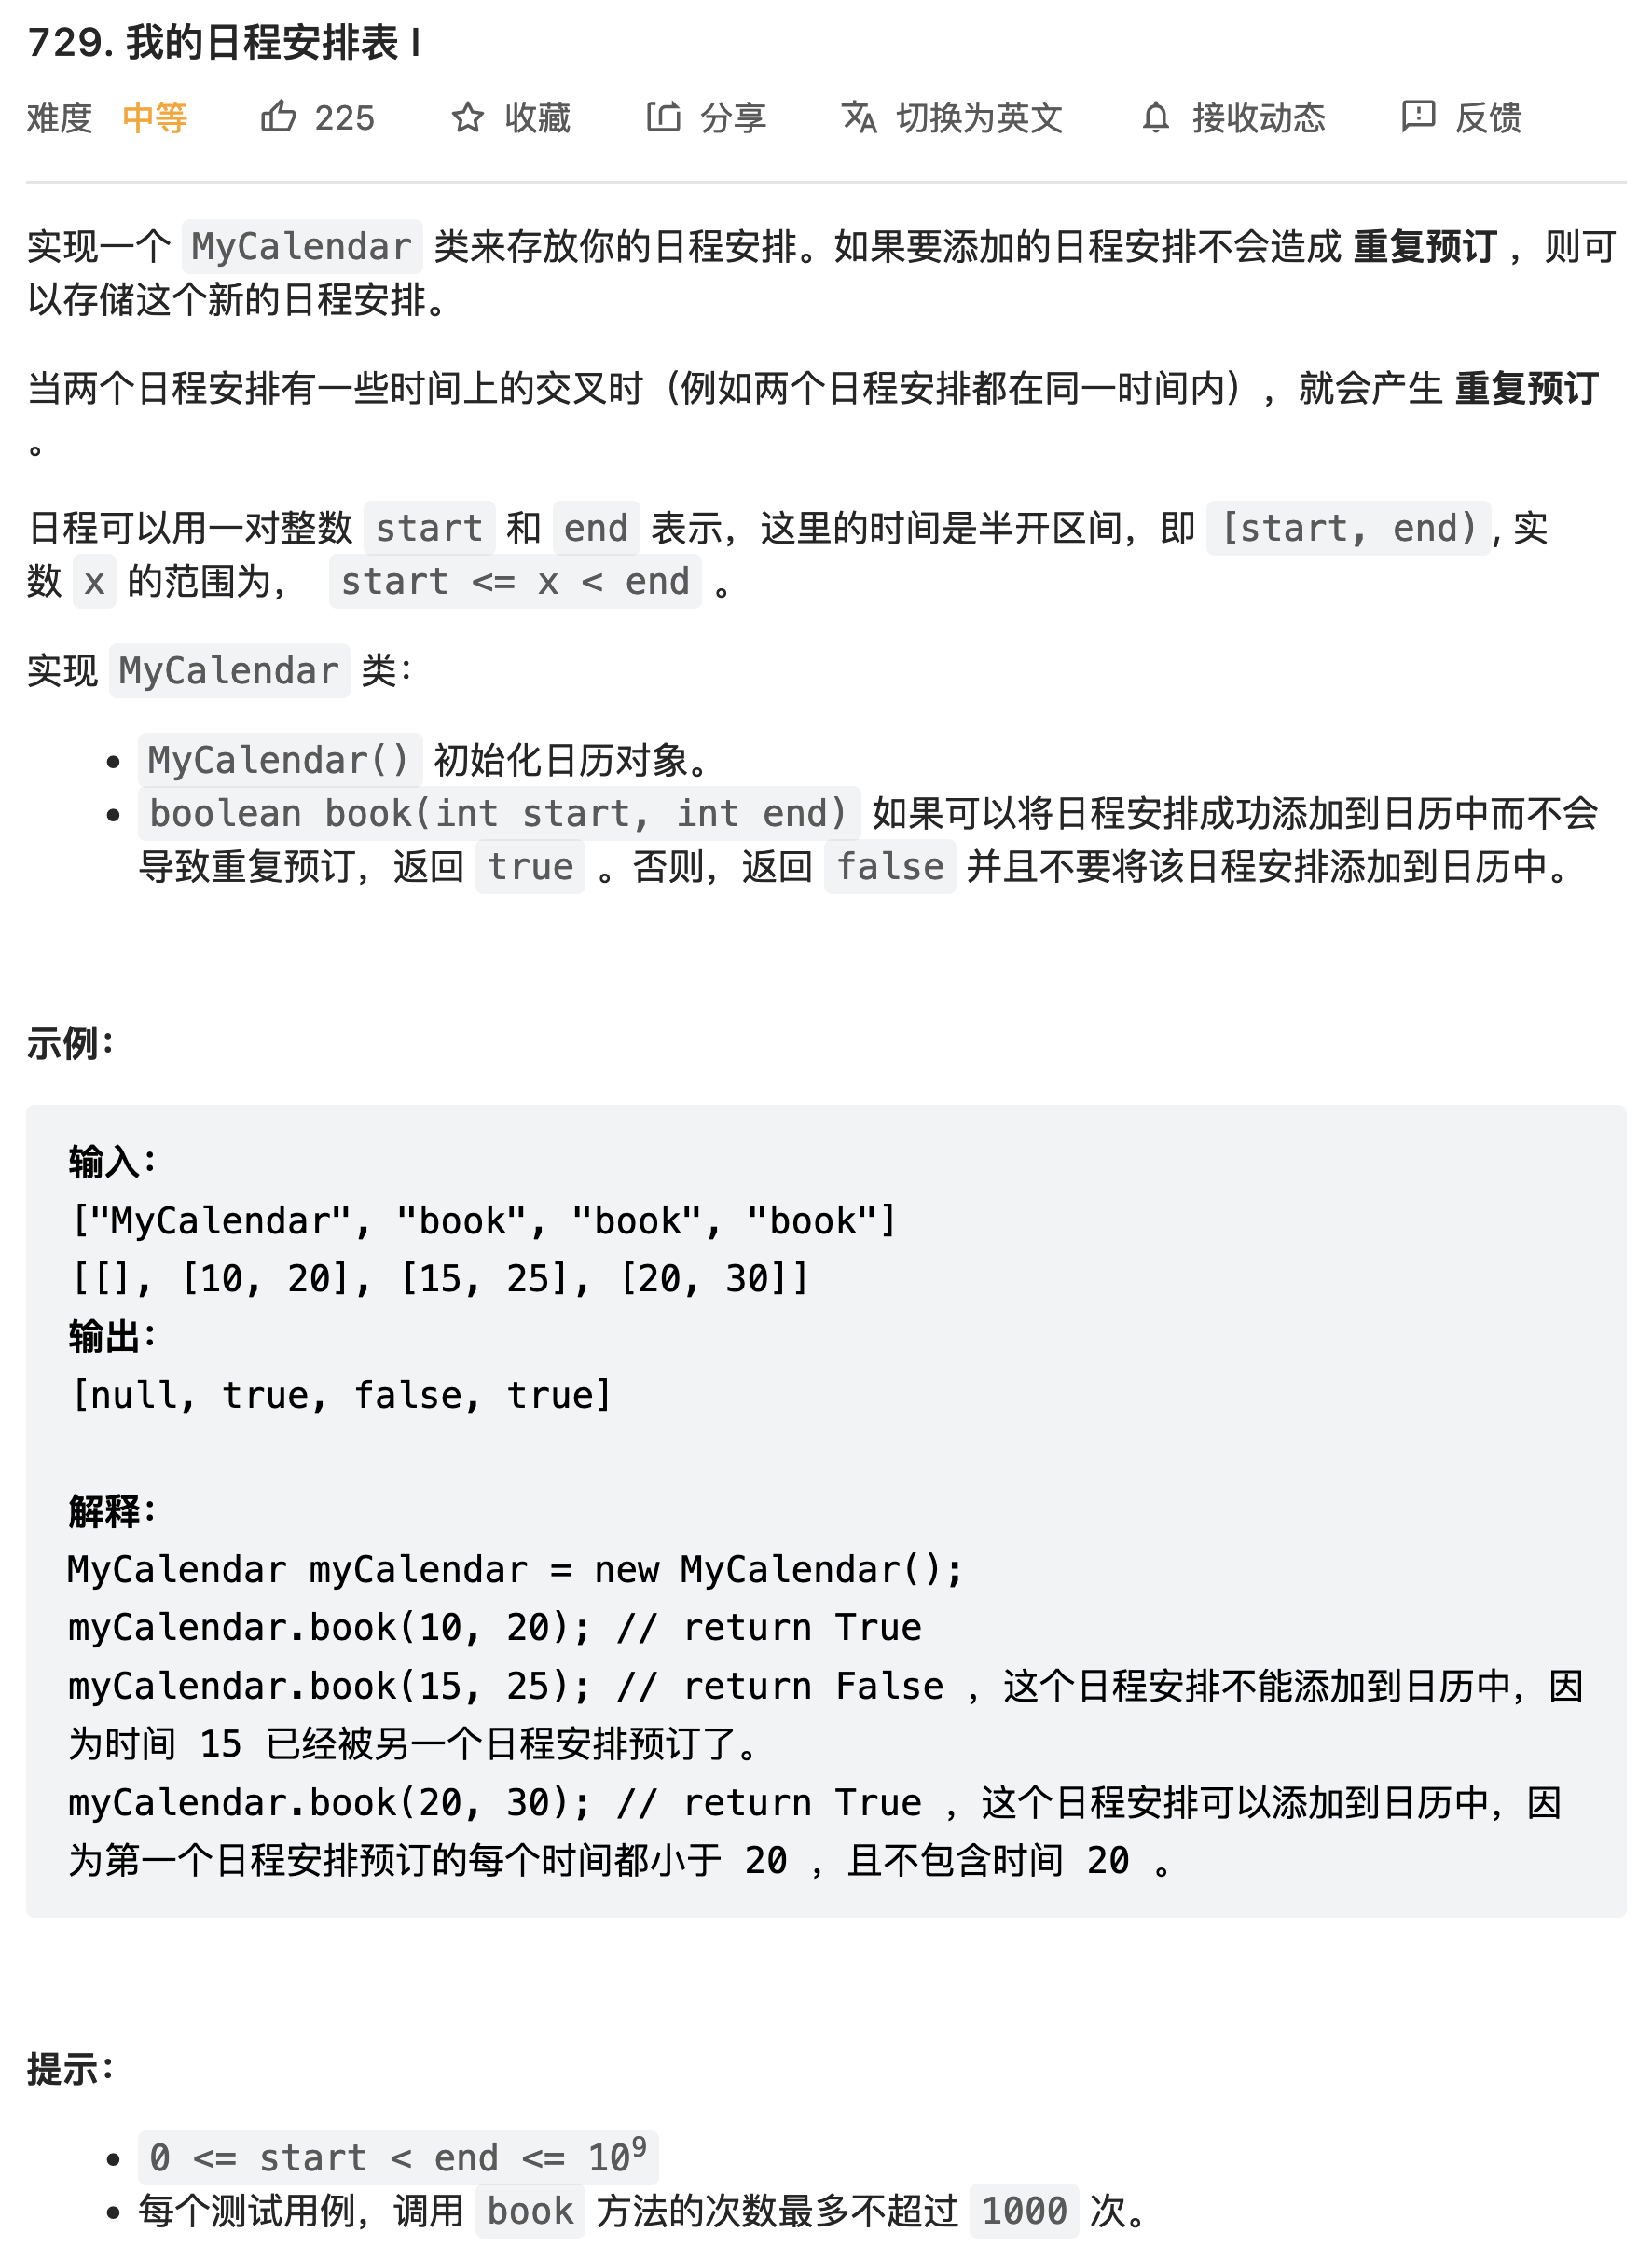 729. 我的日程安排表 I
难度 中等 225 收藏 分享 切换为英文 接收动态 反馈
实现一个 MyCalendar 类来存放你的日程安排。如果要添加的日程安排不会造成 重复预订 ，则可
以存储这个新的日程安排。
当两个日程安排有一些时间上的交叉时（例如两个日程安排都在同一时间内），就会产生 重复预订
。
日程可以用一对整数 start 和 end 表示，这里的时间是半开区间，即 [start, end), 实
数 x 的范围为， start <= x < end 。
实现 MyCalendar 类：
• MyCalendar() 初始化日历对象。
• boolean book(int start, int end) 如果可以将日程安排成功添加到日历中而不会
导致重复预订，返回 true 。否则，返回 false 并且不要将该日程安排添加到日历中。
示例：
输入：
["MyCalendar", "book", "book", "book"]
[[], [10, 20], [15, 25], [20, 30]]
输出：
[null, true, false, true]
解释：
MyCalendar myCalendar = new MyCalendar();
myCalendar.book(10, 20); // return True
myCalendar.book(15, 25); // return False ，这个日程安排不能添加到日历中，因
为时间 15 已经被另一个日程安排预订了。
myCalendar.book(20, 30); // return True ，这个日程安排可以添加到日历中，因
为第一个日程安排预订的每个时间都小于 20 ，且不包含时间 20 。
提示：
• 0 <= start < end <= 10⁹
• 每个测试用例，调用 book 方法的次数最多不超过 1000 次。